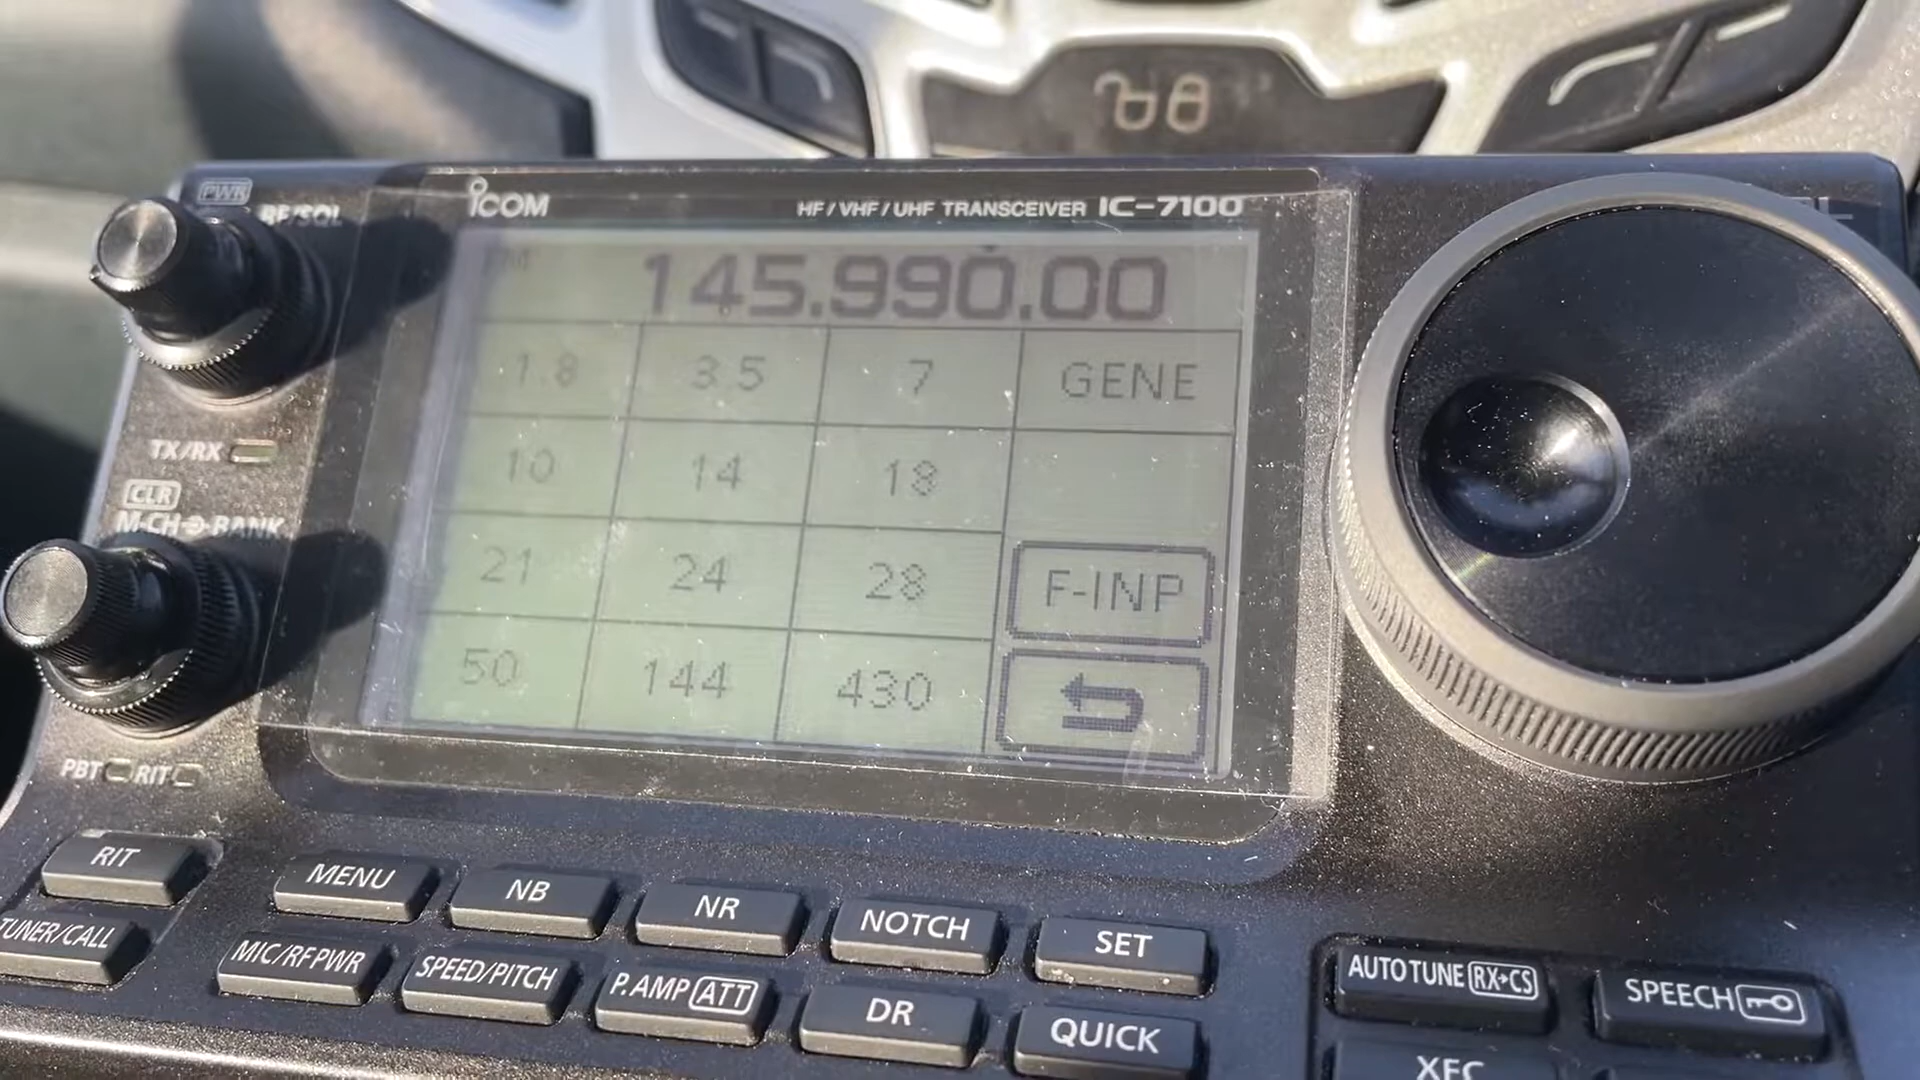 PWR
RF/SQL
ICOM
HF/VHF/UHF TRANSCEIVER IC-7100
FM
145.990.00
1.8 3.5 7 GENE
10 14 18
21 24 28 F-INP
50 144 430
TX/RX
CLR
M-CH BANK
PBT RIT
RIT MENU NB NR NOTCH SET
TUNER/CALL MIC/RF PWR SPEED/PITCH P.AMP ATT DR QUICK
AUTO TUNE RX→CS SPEECH
XFC